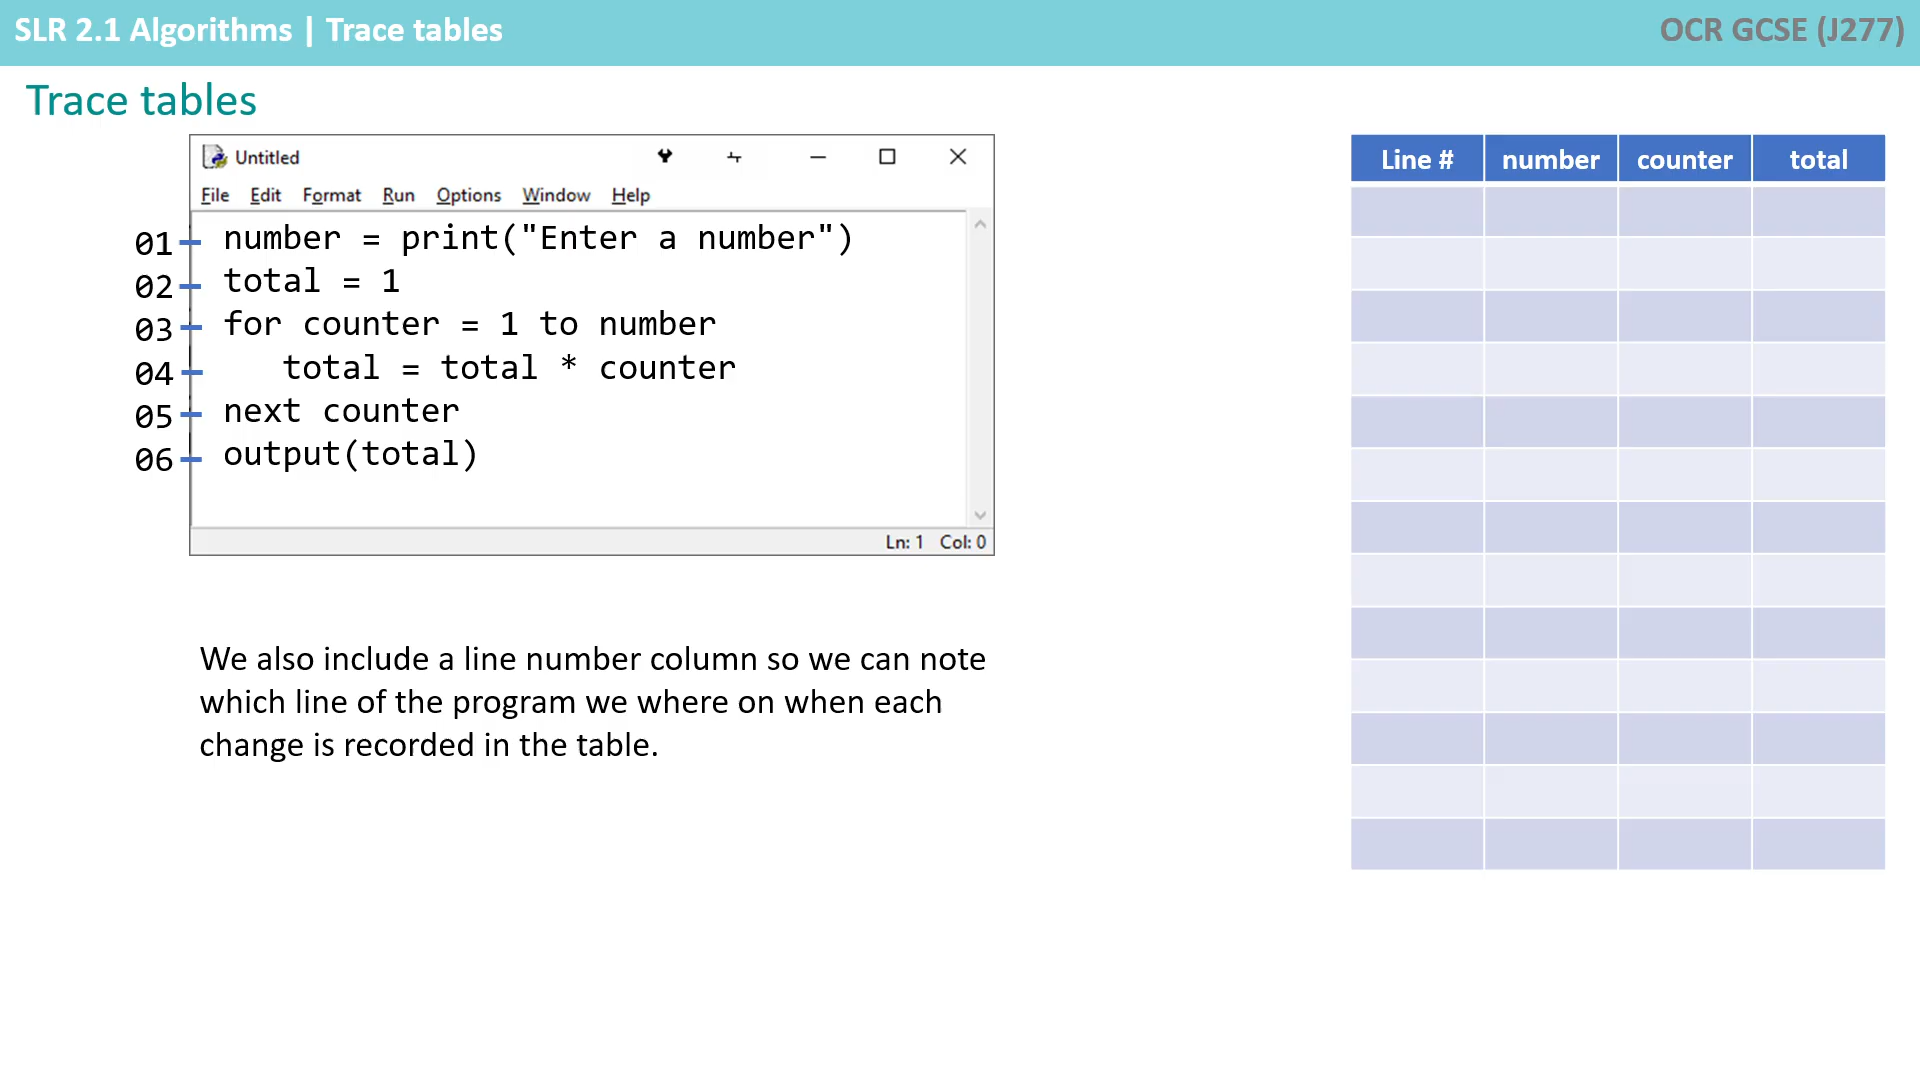 SLR 2.1 Algorithms | Trace tables
OCR GCSE (J277)
Trace tables
Untitled
File Edit Format Run Options Window Help
01 number = print("Enter a number")
02 total = 1
03 for counter = 1 to number
04 total = total * counter
05 next counter
06 output(total)
Ln: 1 Col: 0
We also include a line number column so we can note
which line of the program we where on when each
change is recorded in the table.
Line # number counter total